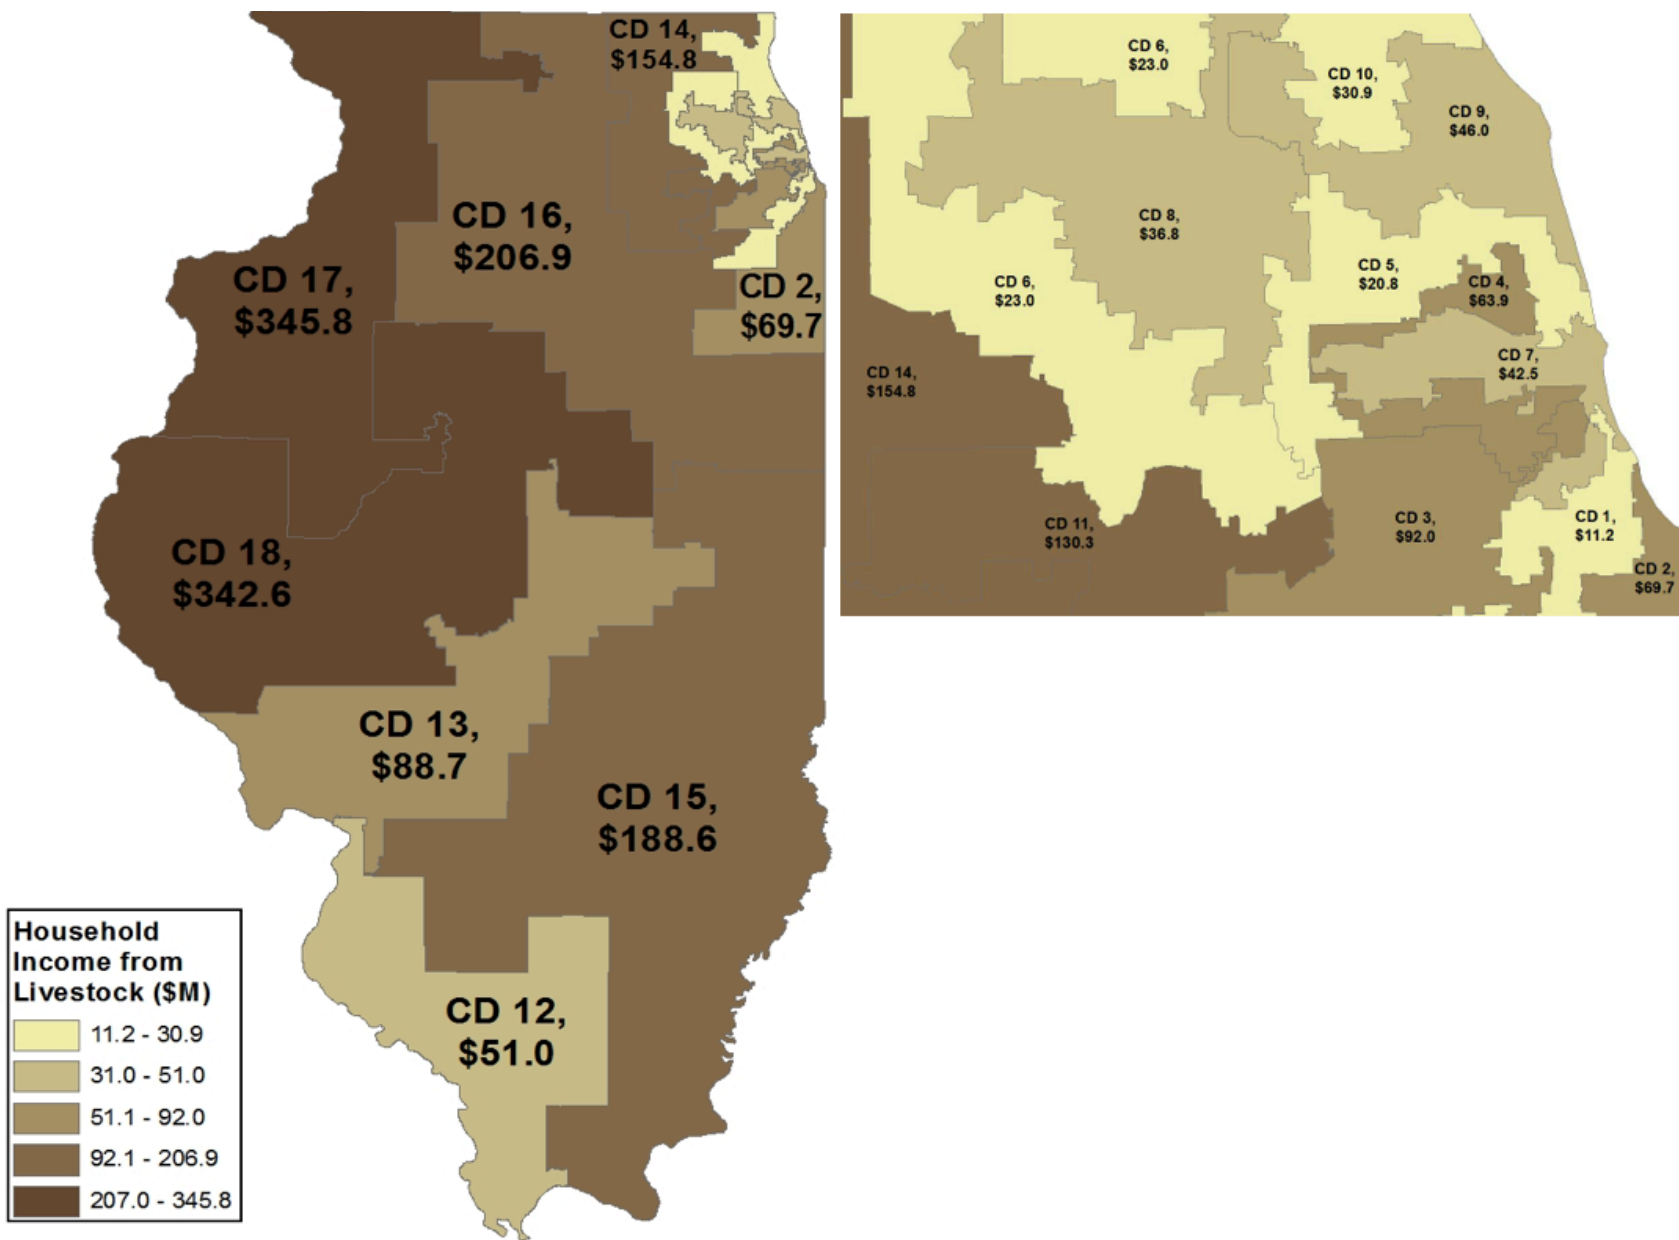 CD 14,
$154.8
CD 16,
$206.9
CD 17,
$345.8
CD 2,
$69.7
CD 18,
$342.6
CD 13,
$88.7
CD 15,
$188.6
CD 12,
$51.0
Household
Income from
Livestock ($M)
11.2 - 30.9
31.0 - 51.0
51.1 - 92.0
92.1 - 206.9
207.0 - 345.8
CD 6,
$23.0
CD 10,
$30.9
CD 9,
$46.0
CD 8,
$36.8
CD 6,
$23.0
CD 5,
$20.8
CD 4,
$63.9
CD 14,
$154.8
CD 7,
$42.5
CD 11,
$130.3
CD 3,
$92.0
CD 1,
$11.2
CD 2,
$69.7